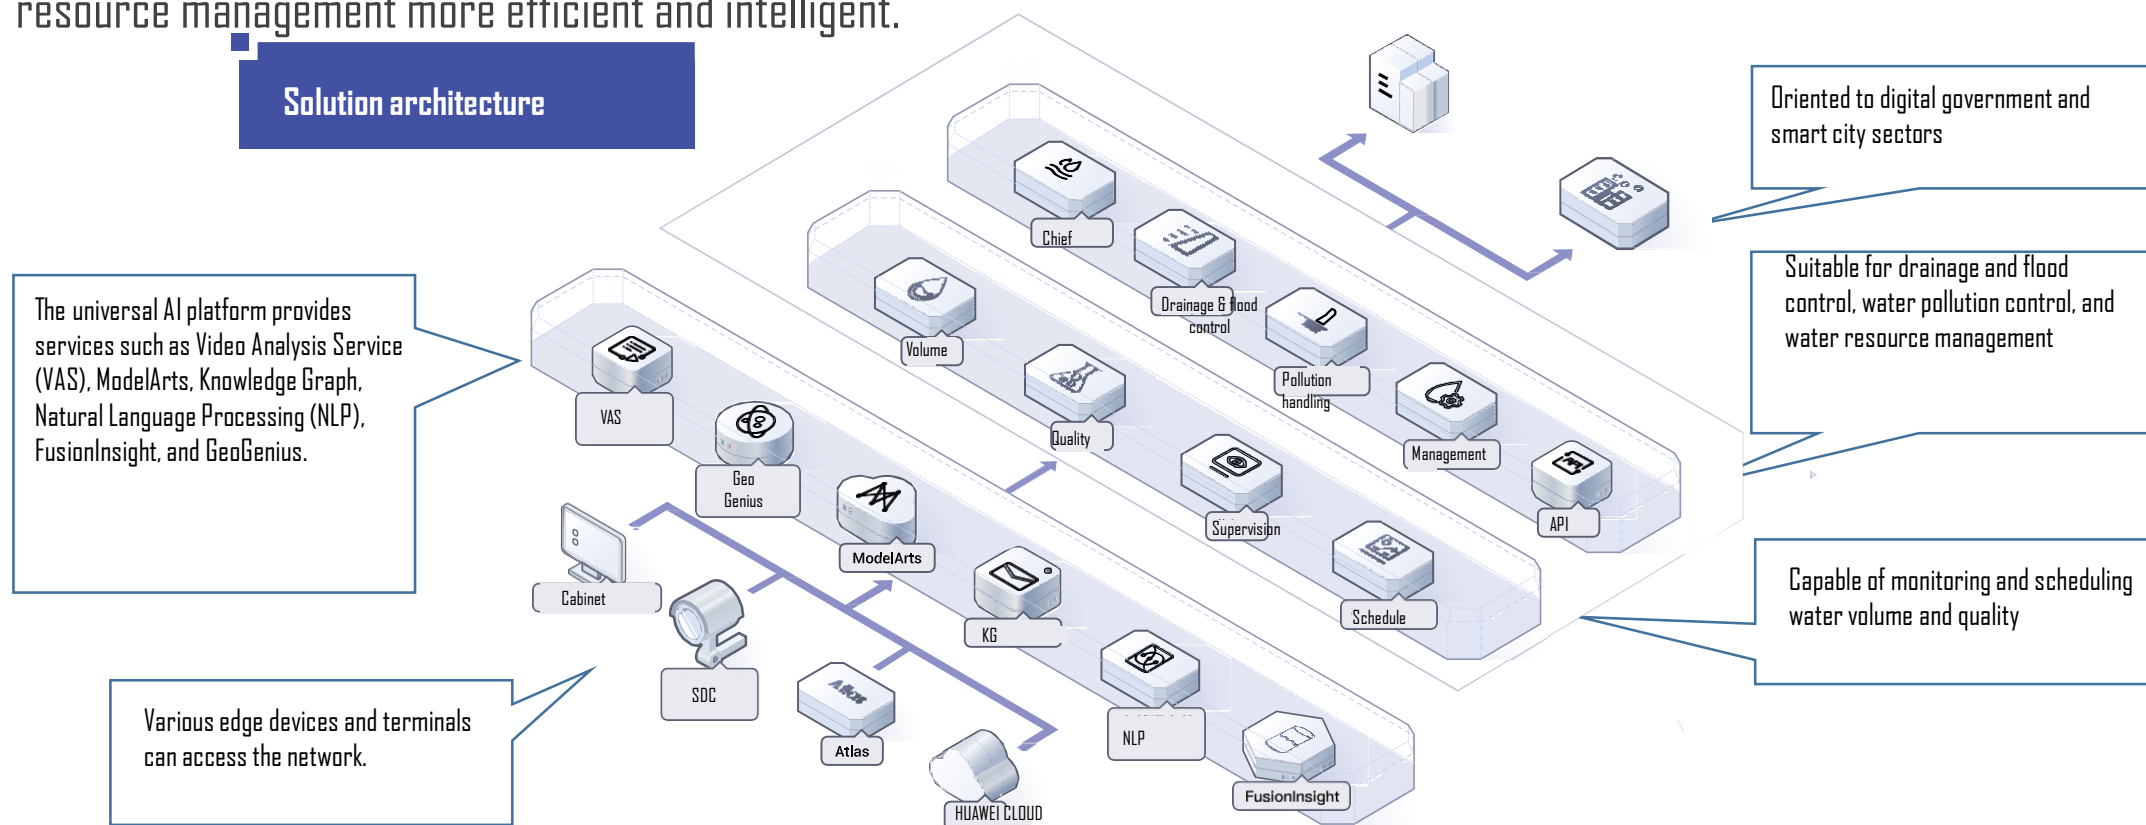 resource management more efficient and intelligent.
Solution architecture
Oriented to digital government and
smart city sectors
Suitable for drainage and flood
control, water pollution control, and
water resource management
Capable of monitoring and scheduling
water volume and quality
The universal AI platform provides
services such as Video Analysis Service
(VAS), ModelArts, Knowledge Graph,
Natural Language Processing (NLP),
FusionInsight, and GeoGenius.
Various edge devices and terminals
can access the network.
Chief
Drainage & flood
control
Pollution
handling
Management
API
Volume
Quality
Supervision
Schedule
VAS
Geo
Genius
ModelArts
KG
NLP
FusionInsight
Cabinet
SDC
Atlas
Atlas
HUAWEI CLOUD